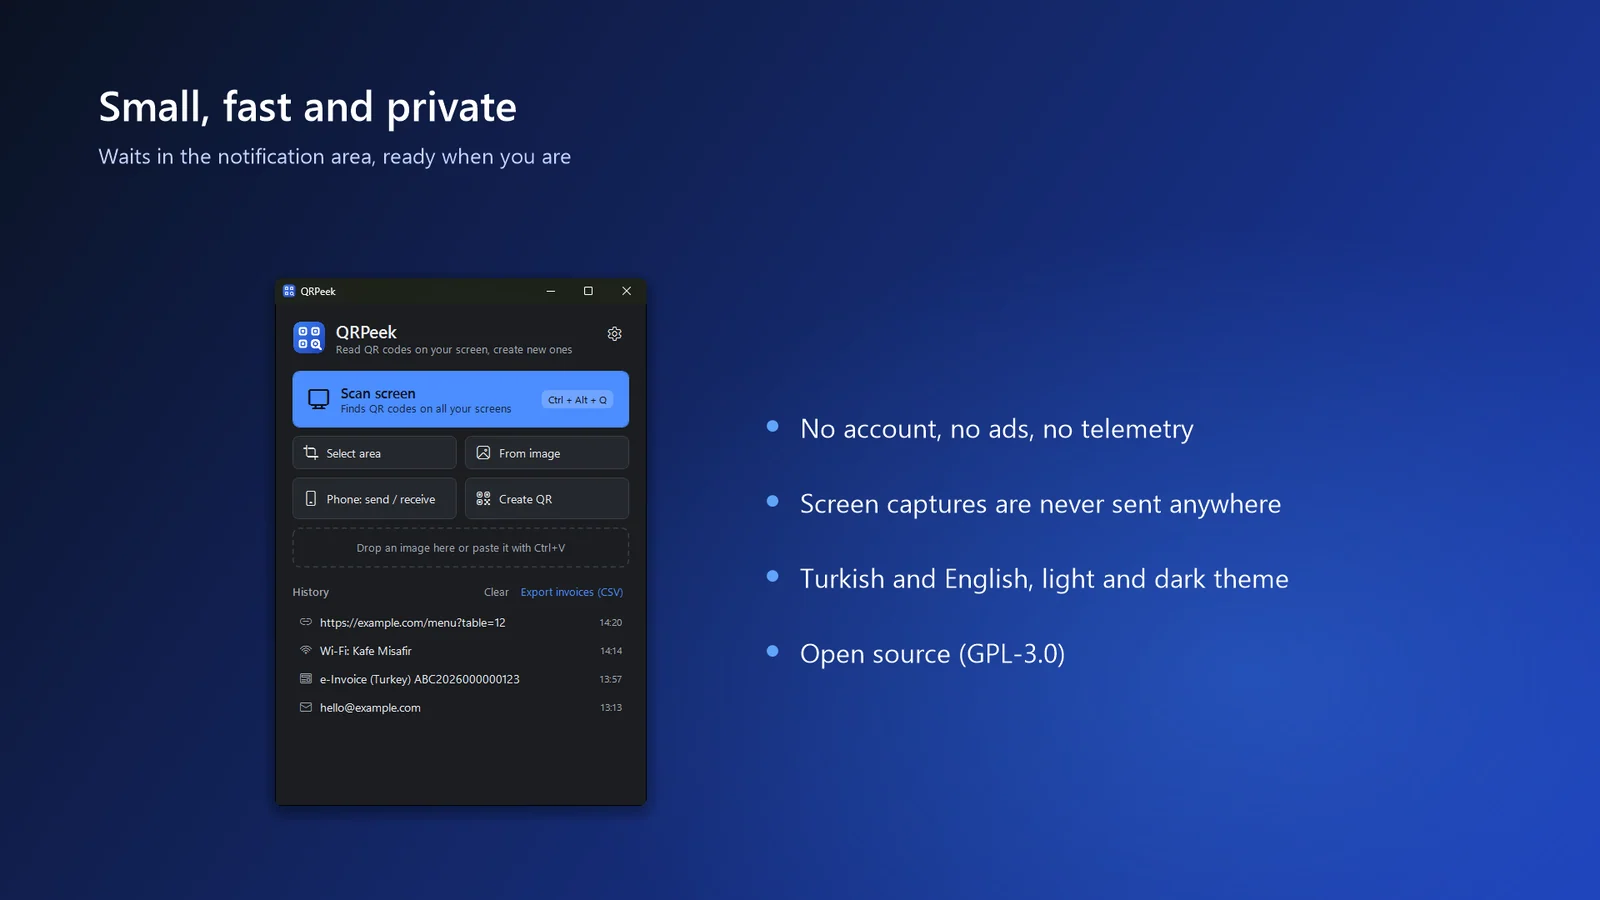 Small, fast and private
Waits in the notification area, ready when you are
QRPeek
QRPeek
Read QR codes on your screen, create new ones
Scan screen
Finds QR codes on all your screens
Ctrl + Alt + Q
Select area
From image
Phone: send / receive
Create QR
Drop an image here or paste it with Ctrl+V
History Clear Export invoices (CSV)
https://example.com/menu?table=12 14:20
Wi-Fi: Kafe Misafir 14:14
e-Invoice (Turkey) ABC2026000000123 13:57
hello@example.com 13:13
No account, no ads, no telemetry
Screen captures are never sent anywhere
Turkish and English, light and dark theme
Open source (GPL-3.0)